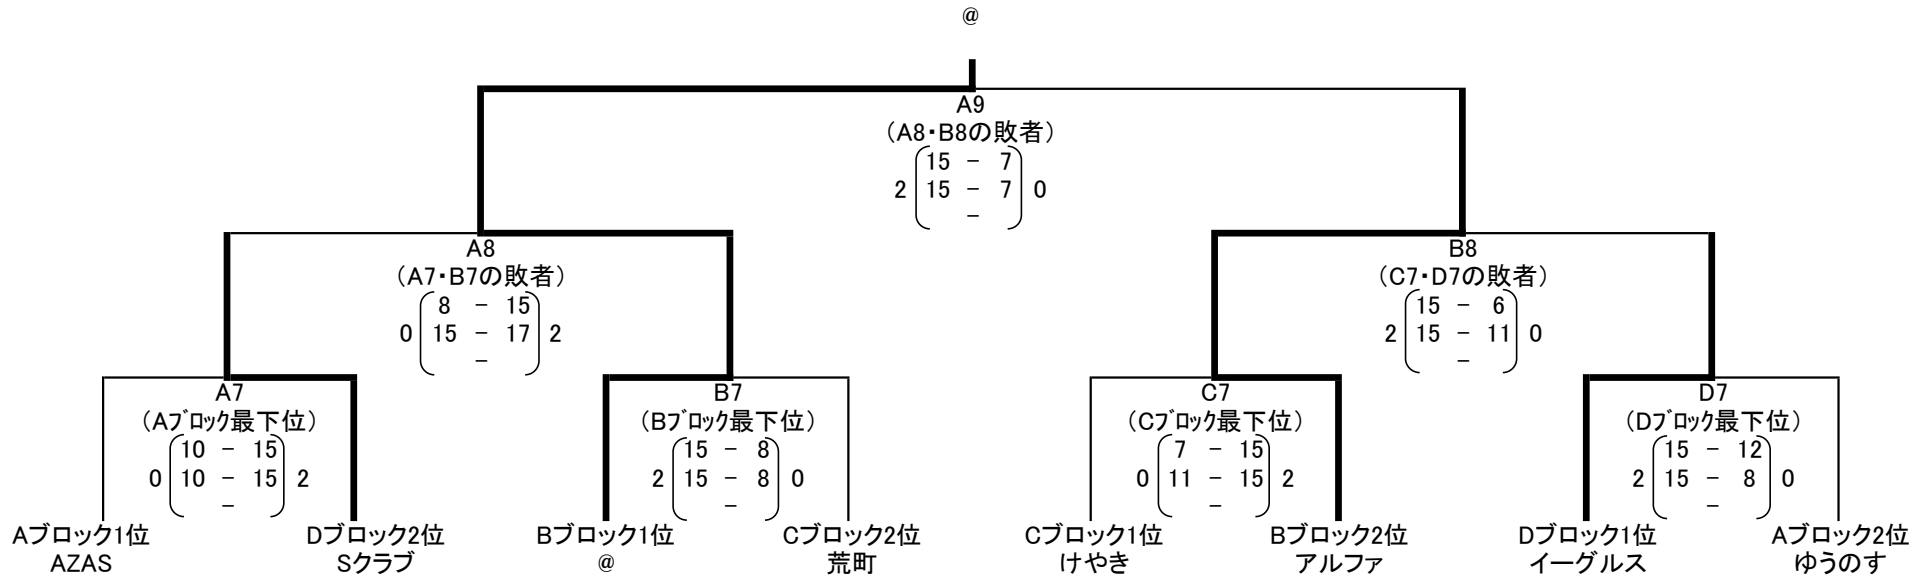 @
A9
（A8・B8の敗者）
15 － 7
2 15 － 7 0
－
A8
（A7・B7の敗者）
8 － 15
0 15 － 17 2
－
B8
（C7・D7の敗者）
15 － 6
2 15 － 11 0
－
A7
（Aブロック最下位）
10 － 15
0 10 － 15 2
－
B7
（Bブロック最下位）
15 － 8
2 15 － 8 0
－
C7
（Cブロック最下位）
7 － 15
0 11 － 15 2
－
D7
（Dブロック最下位）
15 － 12
2 15 － 8 0
－
Aブロック1位
AZAS
Dブロック2位
Sクラブ
Bブロック1位
@
Cブロック2位
荒町
Cブロック1位
けやき
Bブロック2位
アルファ
Dブロック1位
イーグルス
Aブロック2位
ゆうのす